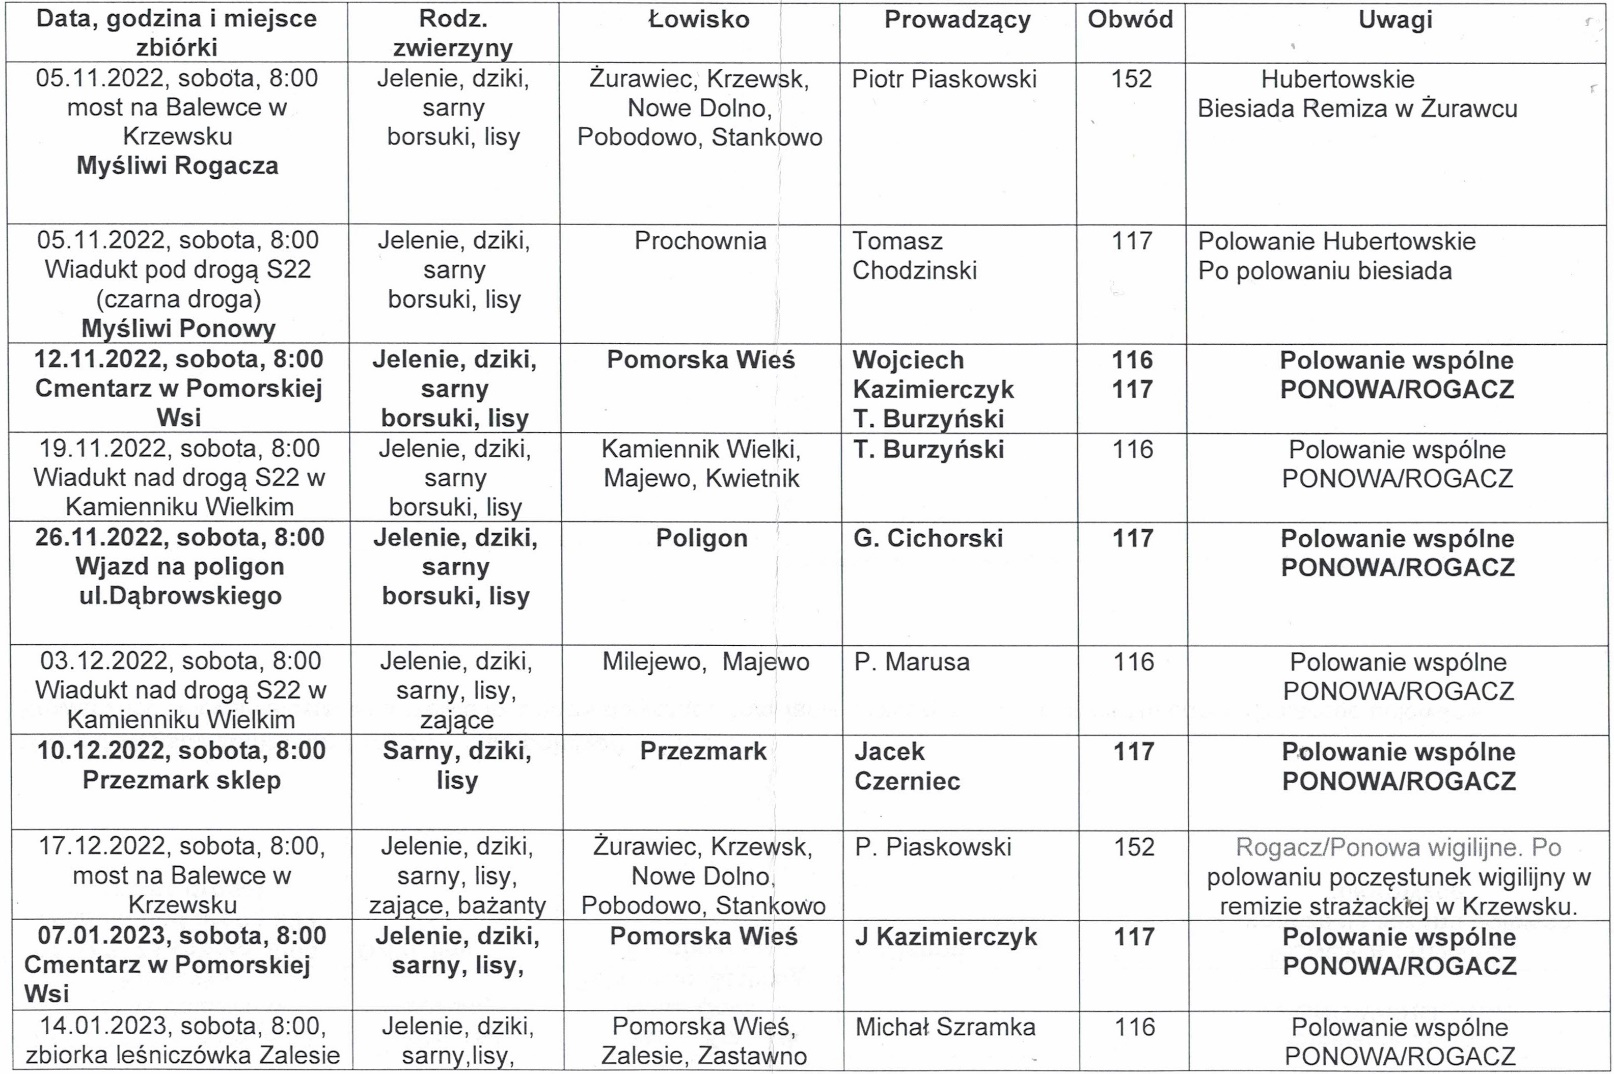 Data, godzina i miejsce
zbiórki
Rodz.
zwierzyny
Łowisko
Prowadzący
Obwód
Uwagi
05.11.2022, sobota, 8:00
most na Balewce w
Krzewsku
Myśliwi Rogacza
Jelenie, dziki,
sarny
borsuki, lisy
Żurawiec, Krzewsk,
Nowe Dolno,
Pobodowo, Stankowo
Piotr Piaskowski
152
Hubertowskie
Biesiada Remiza w Żurawcu
05.11.2022, sobota, 8:00
Wiadukt pod drogą S22
(czarna droga)
Myśliwi Ponowy
Jelenie, dziki,
sarny
borsuki, lisy
Prochownia
Tomasz
Chodzinski
117
Polowanie Hubertowskie
Po polowaniu biesiada
12.11.2022, sobota, 8:00
Cmentarz w Pomorskiej
Wsi
Jelenie, dziki,
sarny
borsuki, lisy
Pomorska Wieś
Wojciech
Kazimierczyk
T. Burzyński
116
117
Polowanie wspólne
PONOWA/ROGACZ
19.11.2022, sobota, 8:00
Wiadukt nad drogą S22 w
Kamienniku Wielkim
Jelenie, dziki,
sarny
borsuki, lisy
Kamiennik Wielki,
Majewo, Kwietnik
T. Burzyński
116
Polowanie wspólne
PONOWA/ROGACZ
26.11.2022, sobota, 8:00
Wjazd na poligon
ul.Dąbrowskiego
Jelenie, dziki,
sarny
borsuki, lisy
Poligon
G. Cichorski
117
Polowanie wspólne
PONOWA/ROGACZ
03.12.2022, sobota, 8:00
Wiadukt nad drogą S22 w
Kamienniku Wielkim
Jelenie, dziki,
sarny, lisy,
zające
Milejewo, Majewo
P. Marusa
116
Polowanie wspólne
PONOWA/ROGACZ
10.12.2022, sobota, 8:00
Przezmark sklep
Sarny, dziki,
lisy
Przezmark
Jacek
Czerniec
117
Polowanie wspólne
PONOWA/ROGACZ
17.12.2022, sobota, 8:00,
most na Balewce w
Krzewsku
Jelenie, dziki,
sarny, lisy,
zające, bażanty
Żurawiec, Krzewsk,
Nowe Dolno,
Pobodowo, Stankowo
P. Piaskowski
152
Rogacz/Ponowa wigilijne. Po
polowaniu poczęstunek wigilijny w
remizie strażackiej w Krzewsku.
07.01.2023, sobota, 8:00
Cmentarz w Pomorskiej
Wsi
Jelenie, dziki,
sarny, lisy,
Pomorska Wieś
J Kazimierczyk
117
Polowanie wspólne
PONOWA/ROGACZ
14.01.2023, sobota, 8:00,
zbiorka leśniczówka Zalesie
Jelenie, dziki,
sarny,lisy,
Pomorska Wieś,
Zalesie, Zastawno
Michał Szramka
116
Polowanie wspólne
PONOWA/ROGACZ